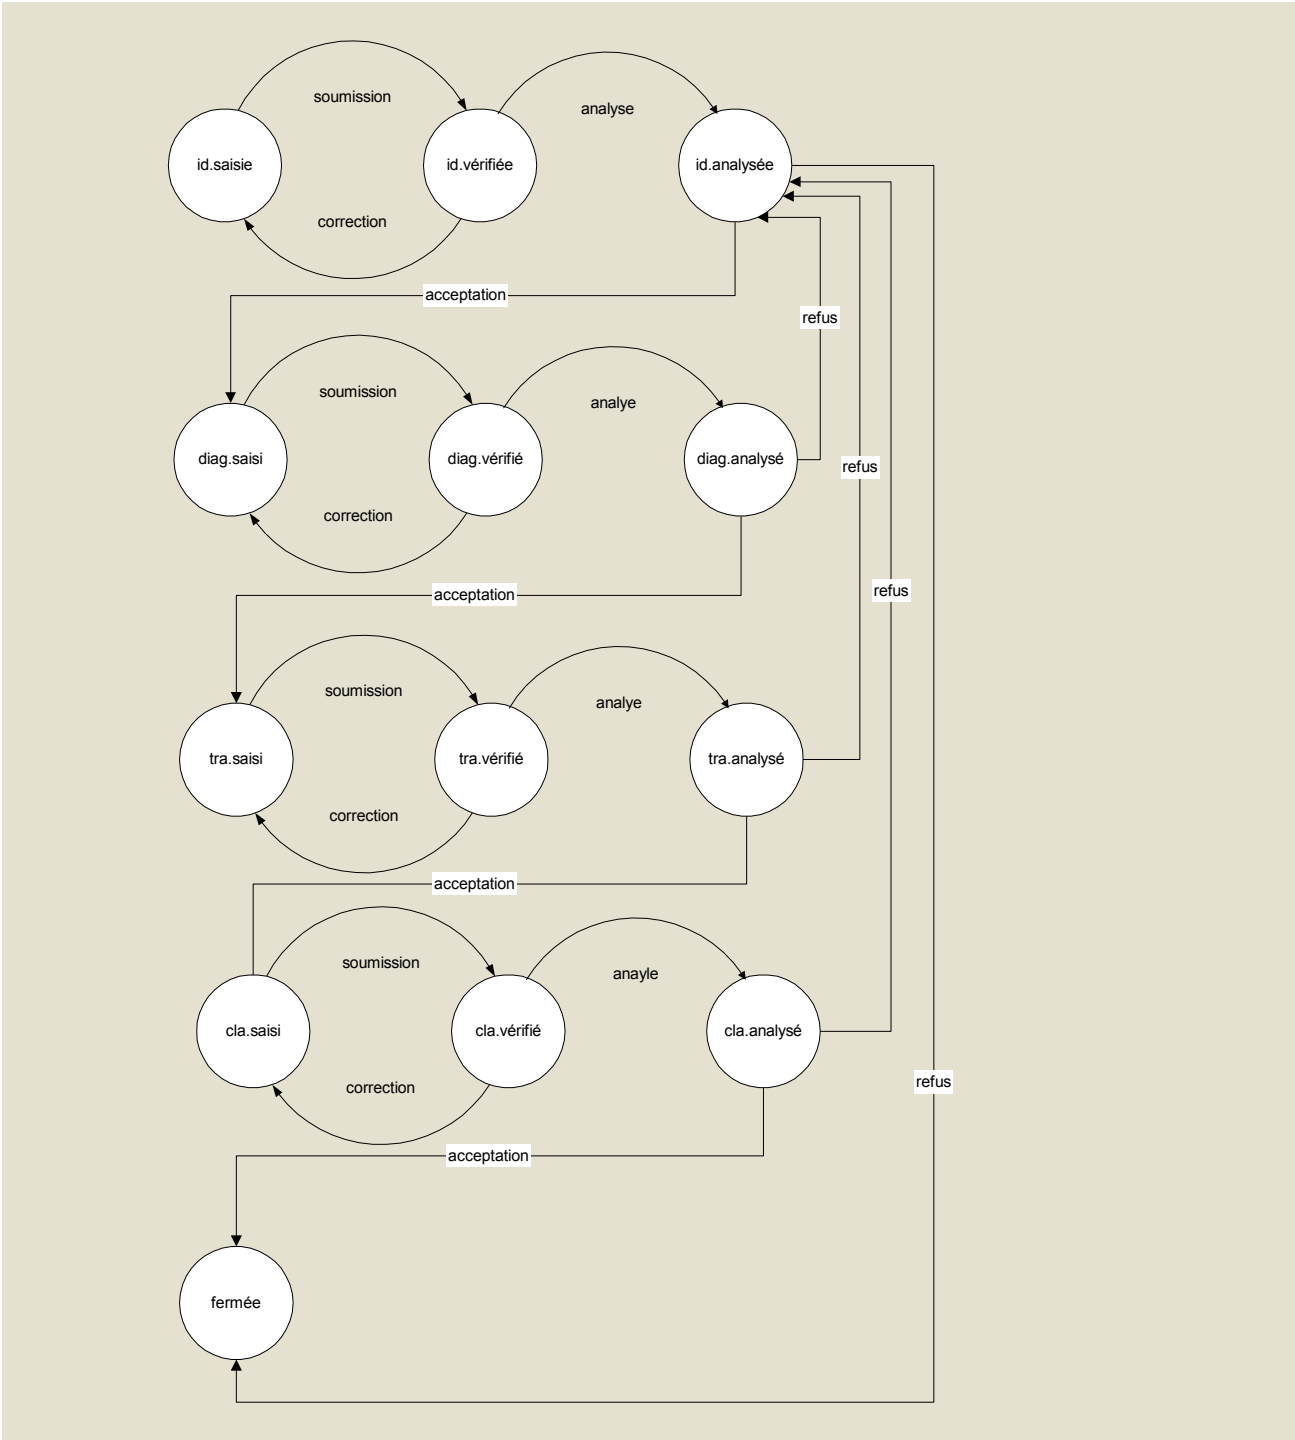 soumission
analyse
id.saisie
id.vérifiée
id.analysée
correction
acceptation
refus
soumission
analye
diag.saisi
diag.vérifié
diag.analysé
refus
correction
acceptation
refus
soumission
analye
tra.saisi
tra.vérifié
tra.analysé
correction
acceptation
soumission
anayle
cla.saisi
cla.vérifié
cla.analysé
correction
refus
acceptation
fermée